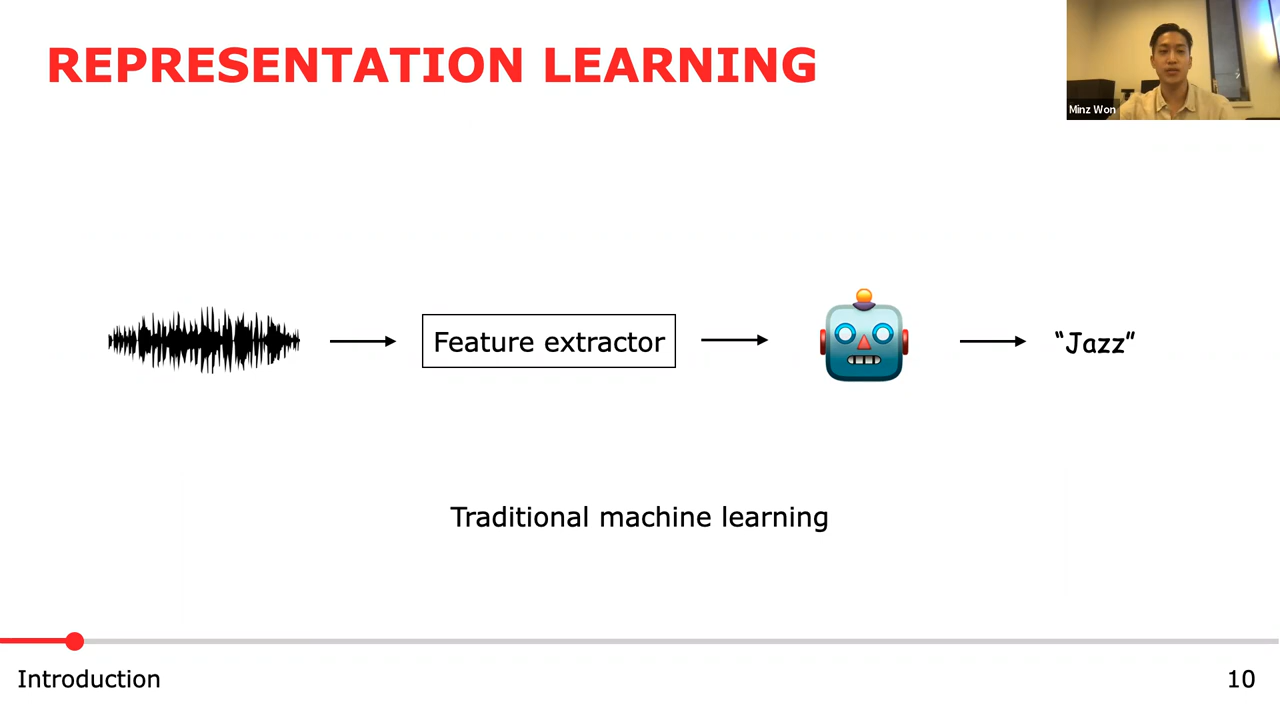 REPRESENTATION LEARNING
Minz Won
Feature extractor
“Jazz”
Traditional machine learning
Introduction
10